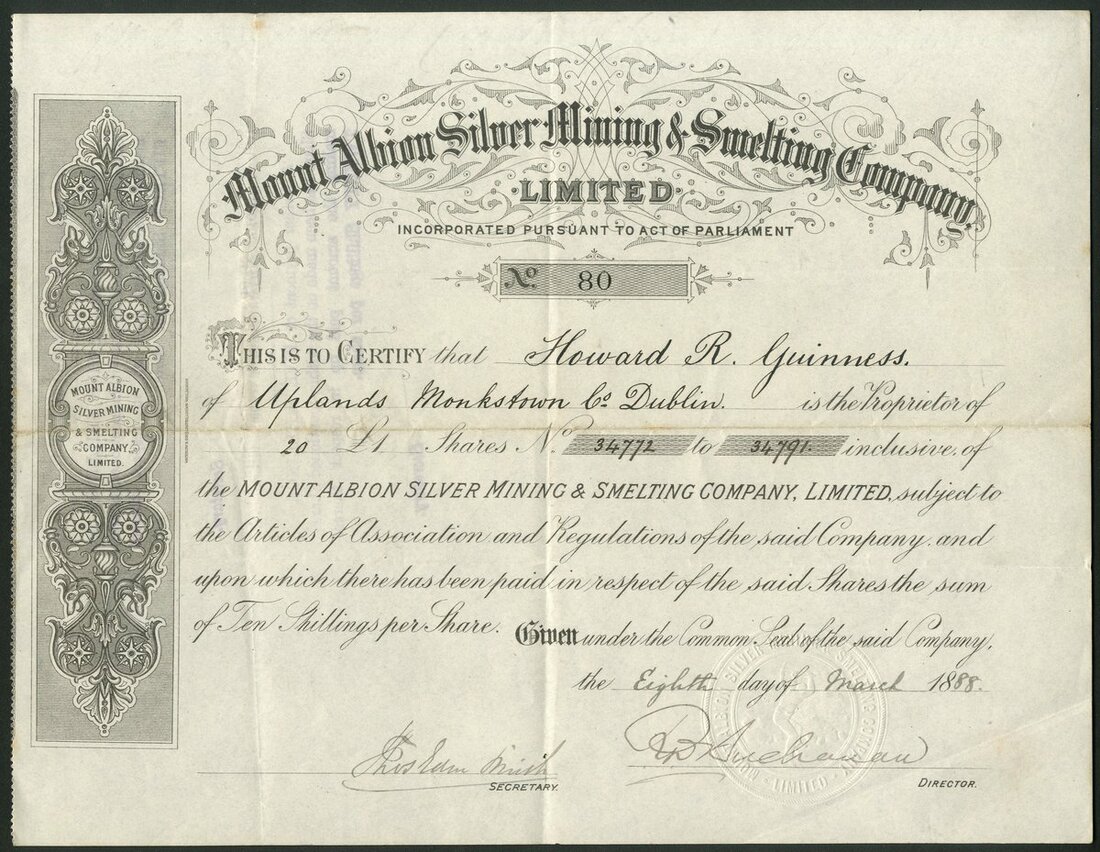 Mount Albion Silver Mining & Smelting Company,
LIMITED
INCORPORATED PURSUANT TO ACT OF PARLIAMENT
No. 80
THIS IS TO CERTIFY that Howard R. Guinness.
of Uplands Monkstown Co Dublin. is the Proprietor of
20 £1 Shares No. 34772 to 34791. inclusive of
the MOUNT ALBION SILVER MINING & SMELTING COMPANY, LIMITED, subject to
the Articles of Association and Regulations of the said Company, and
upon which there has been paid in respect of the said Shares the sum
of Ten Shillings per Share. Given under the Common Seal of the said Company,
the Eighth day of March 1888.
SECRETARY.
DIRECTOR.
MOUNT ALBION
SILVER MINING
& SMELTING
COMPANY,
LIMITED.